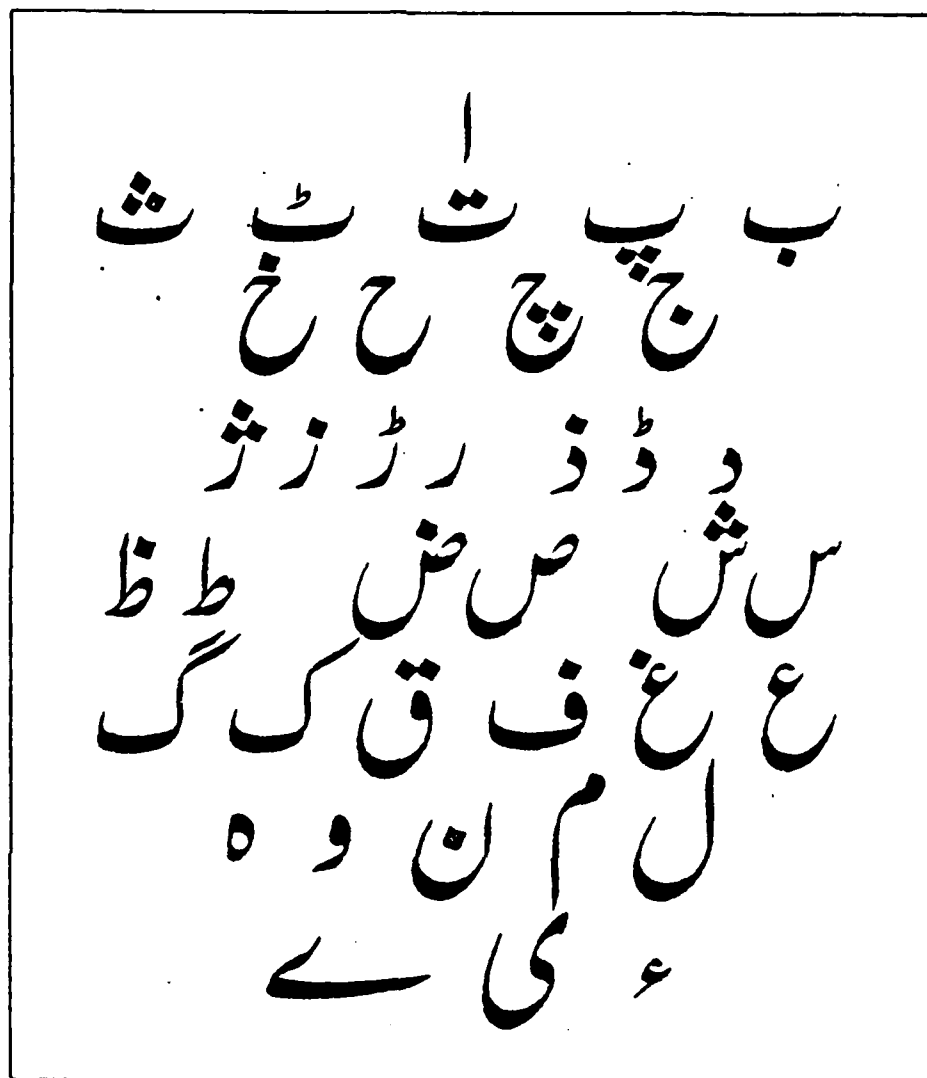 ا
ب پ ت ٹ ث
ج چ ح خ
د ڈ ذ ر ڑ ز ژ
س ش ص ض ط ظ
ع غ ف ق ک گ
ل م ن و ہ
ء ی ے